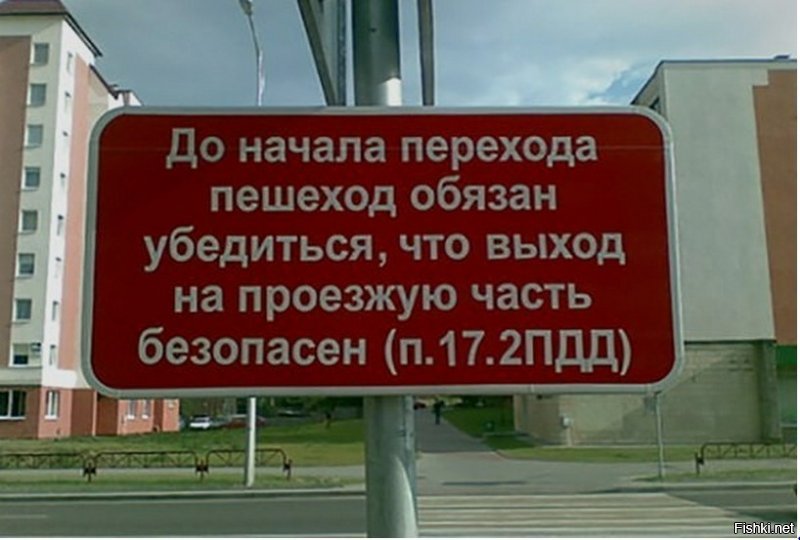 До начала перехода
пешеход обязан
убедиться, что выход
на проезжую часть
безопасен (п.17.2ПДД)
Fishki.net